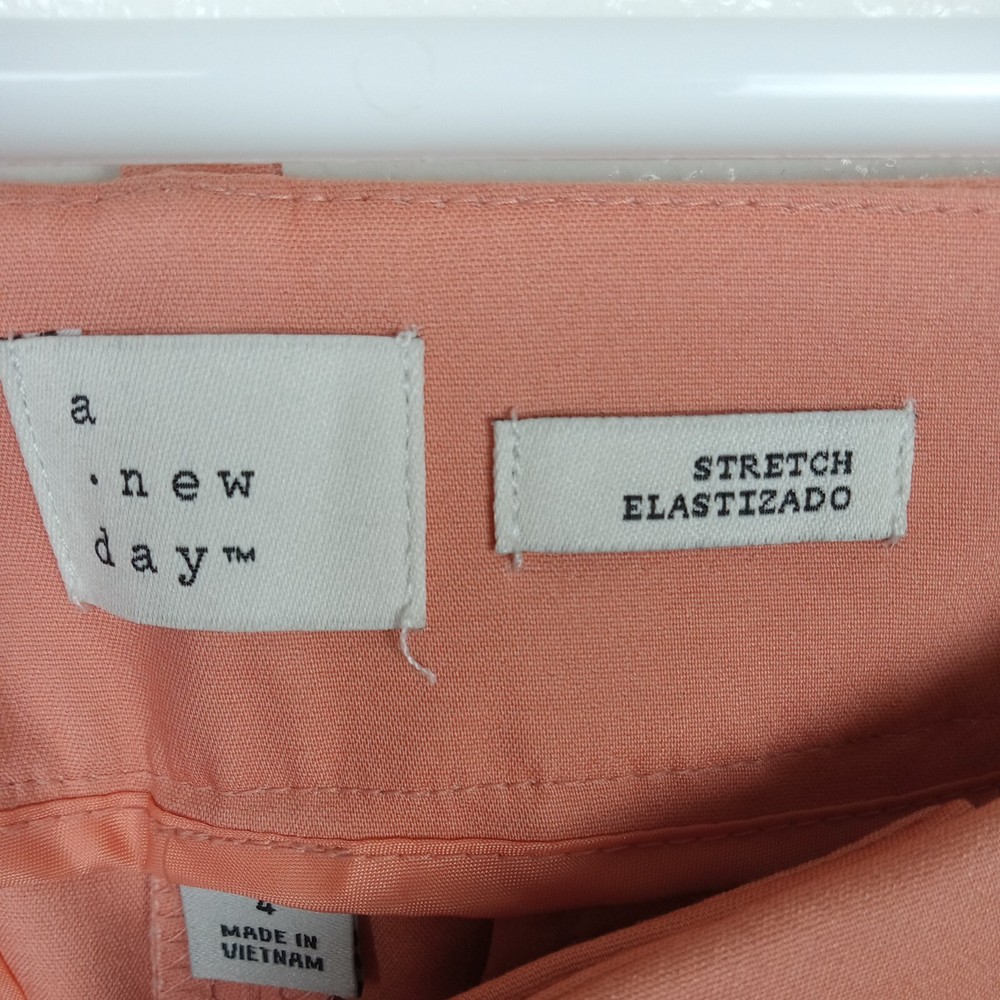 a
·new
day™
STRETCH
ELASTIZADO
4
MADE IN
VIETNAM